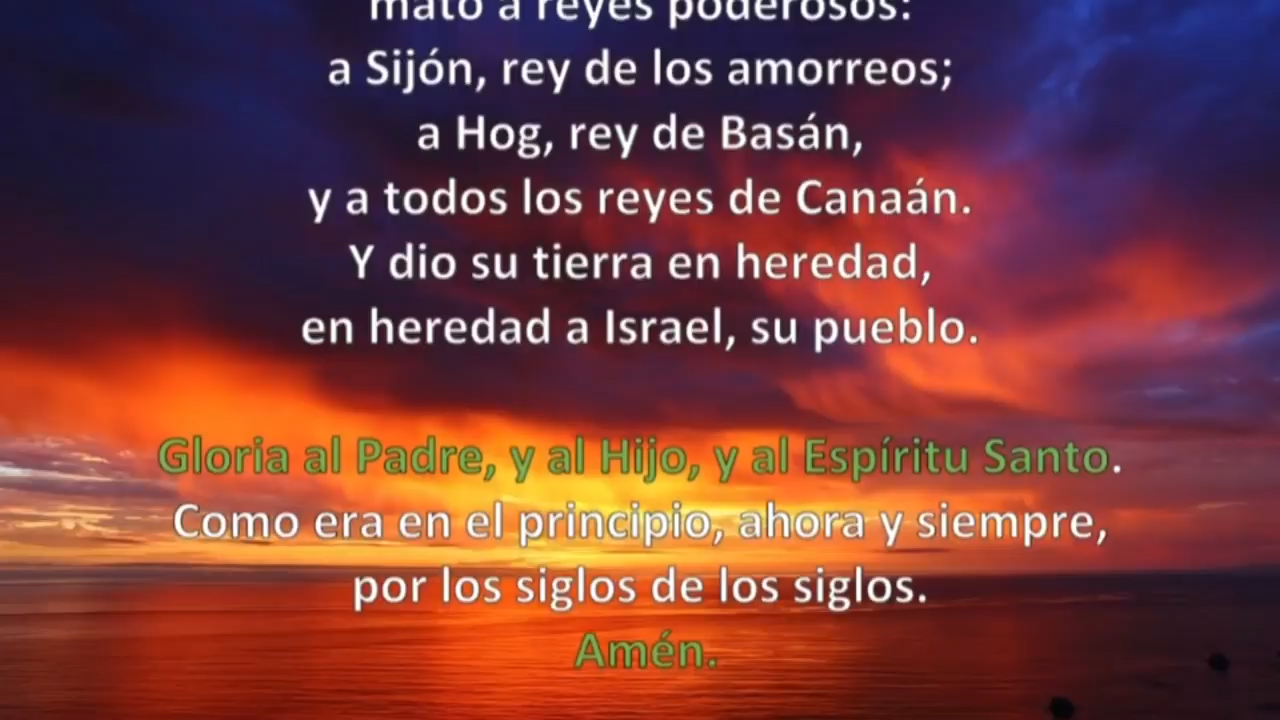 mató a reyes poderosos:
a Sijón, rey de los amorreos;
a Hog, rey de Basán,
y a todos los reyes de Canaán.
Y dio su tierra en heredad,
en heredad a Israel, su pueblo.
Gloria al Padre, y al Hijo, y al Espíritu Santo.
Como era en el principio, ahora y siempre,
por los siglos de los siglos.
Amén.